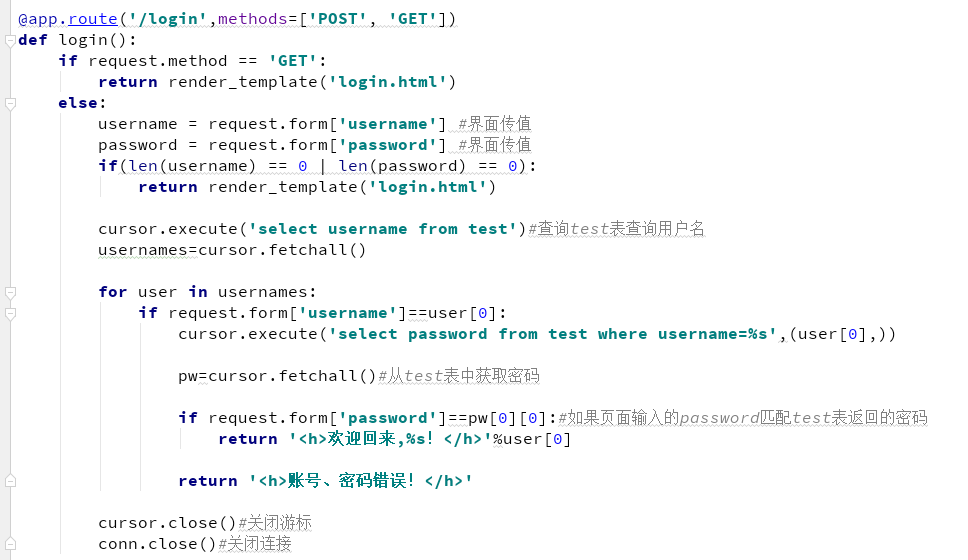 @app.route('/login',methods=['POST', 'GET'])
def login():
    if request.method == 'GET':
        return render_template('login.html')
    else:
        username = request.form['username'] #界面传值
        password = request.form['password'] #界面传值
        if(len(username) == 0 | len(password) == 0):
            return render_template('login.html')
        cursor.execute('select username from test')#查询test表查询用户名
        usernames=cursor.fetchall()
        for user in usernames:
            if request.form['username']==user[0]:
                cursor.execute('select password from test where username=%s',(user[0],))
                pw=cursor.fetchall()#从test表中获取密码
                if request.form['password']==pw[0][0]:#如果页面输入的password匹配test表返回的密码
                    return '<h>欢迎回来,%s! </h>'%user[0]
                return '<h>账号、密码错误! </h>'
        cursor.close()#关闭游标
        conn.close()#关闭连接